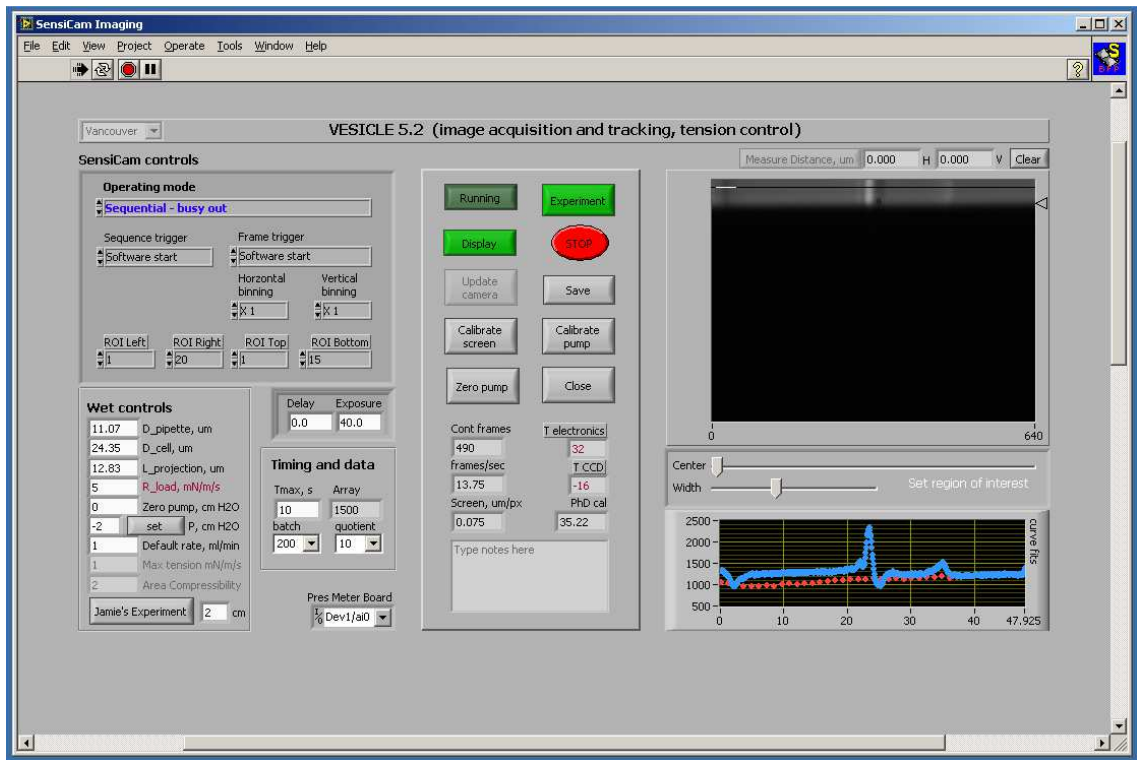 SensiCam Imaging
File Edit View Project Operate Tools Window Help
Vancouver
VESICLE 5.2 (image acquisition and tracking, tension control)
SensiCam controls
Measure Distance, um 0.000 H 0.000 V Clear
Operating mode
Sequential - busy out
Sequence trigger Frame trigger
Software start Software start
Horzontal binning Vertical binning
X 1 X 1
ROI Left ROI Right ROI Top ROI Bottom
1 20 1 15
Wet controls
11.07 D_pipette, um
24.35 D_cell, um
12.83 L_projection, um
5 R_load, mN/m/s
0 Zero pump, cm H2O
-2 set P, cm H2O
1 Default rate, ml/min
1 Max tension mN/m/s
2 Area Compressibility
Jamie's Experiment 2 cm
Delay Exposure
0.0 40.0
Timing and data
Tmax, s Array
10 1500
batch quotient
200 10
Pres Meter Board
Dev1/ai0
Running Experiment
Display STOP
Update camera Save
Calibrate screen Calibrate pump
Zero pump Close
Cont frames T electronics
490 32
frames/sec T CCD
13.75 -16
Screen, um/px PhD cal
0.075 35.22
Type notes here
0 640
Center
Width Set region of interest
2500
2000
1500
1000
500
0 10 20 30 40 47.925
curve fits